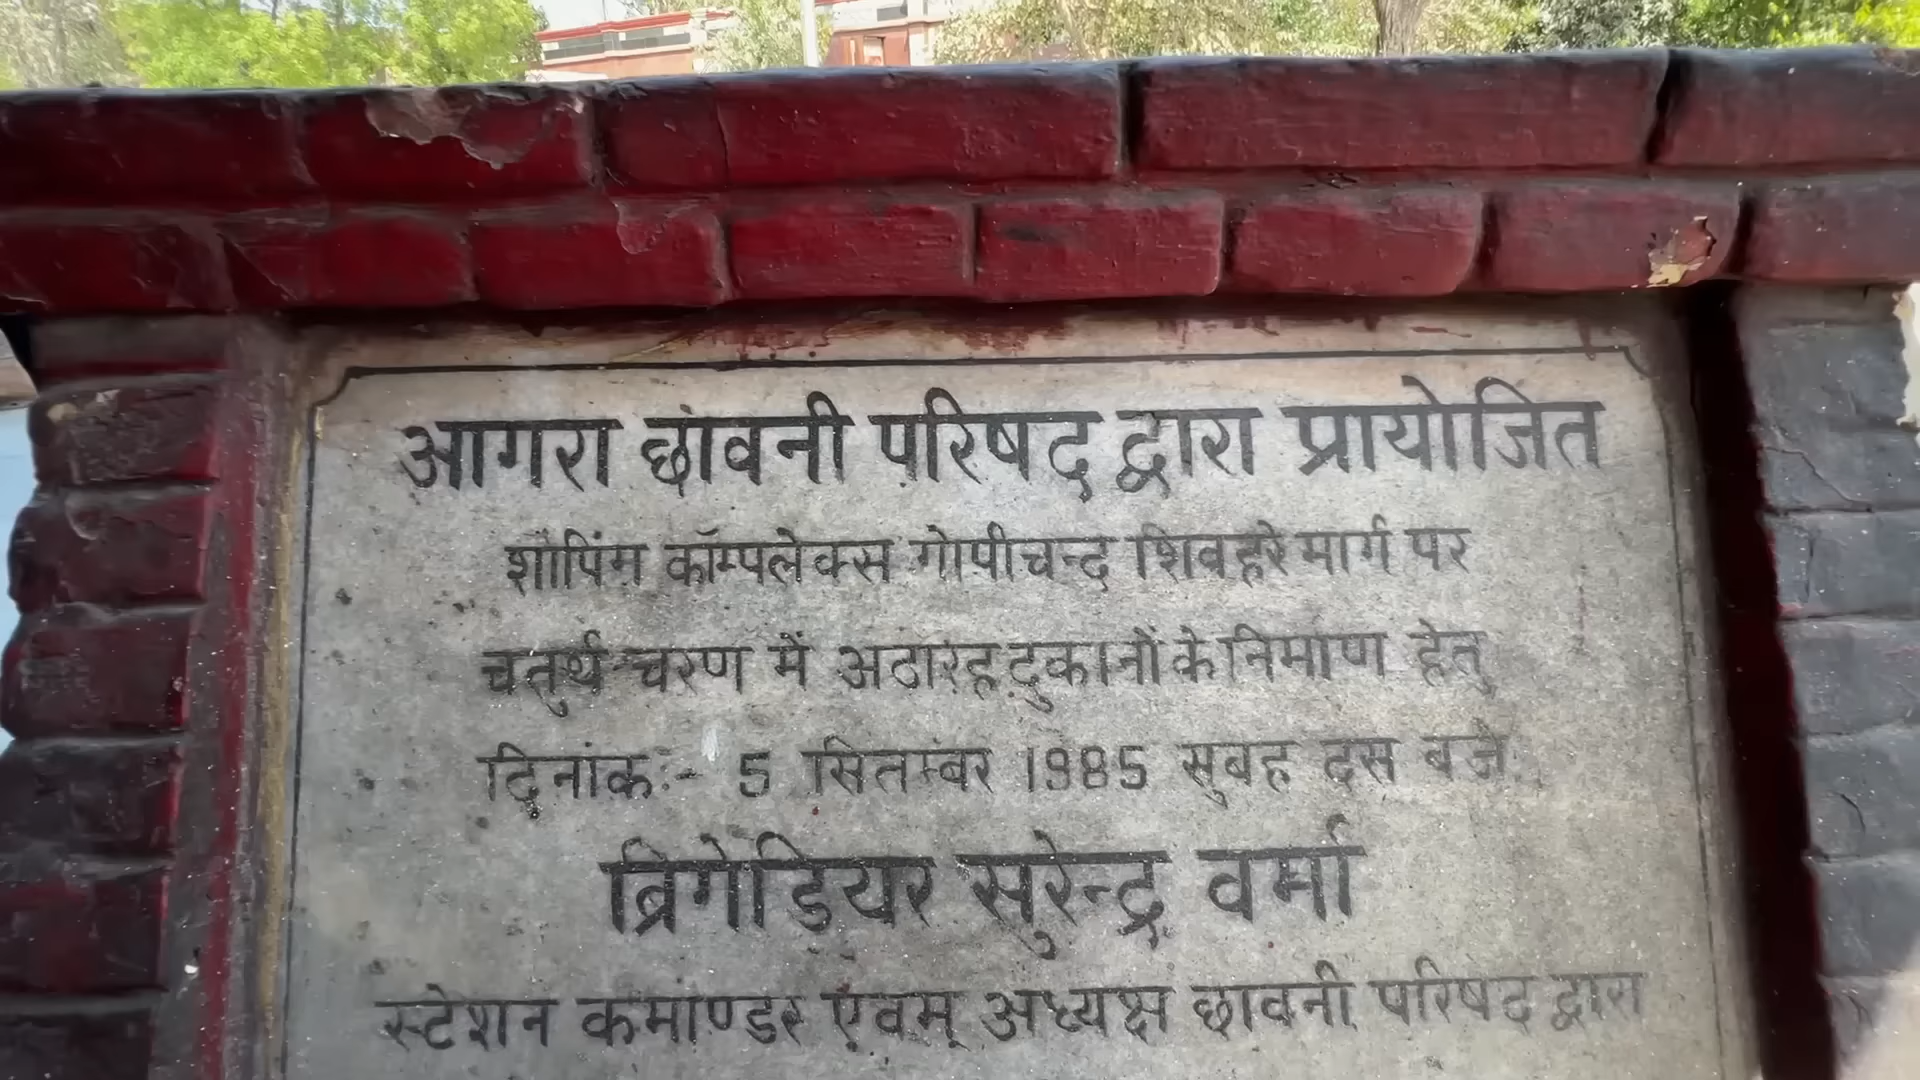 आगरा छांवनी परिषद द्वारा प्रायोजित
शौपिंग कॉम्पलेक्स गोपीचन्द शिवहरे मार्ग पर
चतुर्थ चरण में अठारह दुकानों के निमाण हेतु
दिनांक:- 5 सितम्बर 1985 सुवह दस बजे
ब्रिगेडियर सुरेन्द्र वर्मा
स्टेशन कमाण्डर एवम् अध्यक्ष छावनी परिषद द्वारा